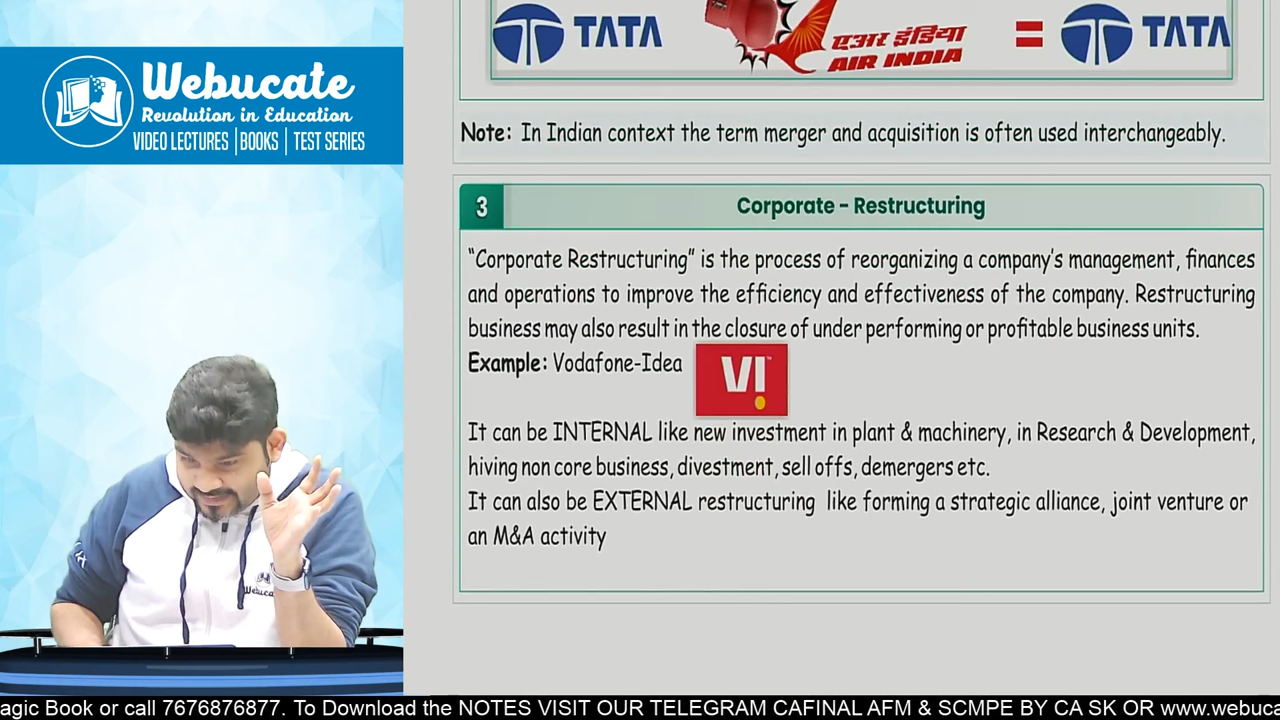 TATA
एअर इंडिया
AIR INDIA
=
TATA
Webucate
Revolution in Education
VIDEO LECTURES | BOOKS | TEST SERIES
Note: In Indian context the term merger and acquisition is often used interchangeably.
3
Corporate - Restructuring
“Corporate Restructuring” is the process of reorganizing a company’s management, finances
and operations to improve the efficiency and effectiveness of the company. Restructuring
business may also result in the closure of under performing or profitable business units.
Example: Vodafone-Idea
VI™
It can be INTERNAL like new investment in plant & machinery, in Research & Development,
hiving non core business, divestment, sell offs, demergers etc.
It can also be EXTERNAL restructuring like forming a strategic alliance, joint venture or
an M&A activity
Webuca
agic Book or call 7676876877. To Download the NOTES VISIT OUR TELEGRAM CAFINAL AFM & SCMPE BY CA SK OR www.webuca